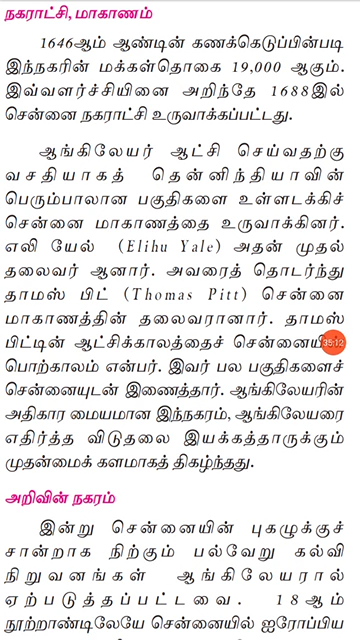 நகராட்சி, மாகாணம்
1646ஆம் ஆண்டின் கணக்கெடுப்பின்படி
இந்நகரின் மக்கள்தொகை 19,000 ஆகும்.
இவ்வளர்ச்சியினை அறிந்தே 1688இல்
சென்னை நகராட்சி உருவாக்கப்பட்டது.
ஆங்கிலேயர் ஆட்சி செய்வதற்கு
வசதியாகத் தென்னிந்தியாவின்
பெரும்பாலான பகுதிகளை உள்ளடக்கிச்
சென்னை மாகாணத்தை உருவாக்கினர்.
எலி யேல் (Elihu Yale) அதன் முதல்
தலைவர் ஆனார். அவரைத் தொடர்ந்து
தாமஸ் பிட் (Thomas Pitt) சென்னை
மாகாணத்தின் தலைவரானார். தாமஸ்
பிட்டின் ஆட்சிக்காலத்தைச் 35:12
பொற்காலம் என்பர். இவர் பல பகுதிகளைச்
சென்னையுடன் இணைத்தார். ஆங்கிலேயரின்
அதிகார மையமான இந்நகரம், ஆங்கிலேயரை
எதிர்த்த விடுதலை இயக்கத்தாருக்கும்
முதன்மைக் களமாகத் திகழ்ந்தது.
அறிவின் நகரம்
இன்று சென்னையின் புகழுக்குச்
சான்றாக நிற்கும் பல்வேறு கல்வி
நிறுவனங்கள் ஆங்கிலேயரால்
ஏற்படுத்தப்பட்டவை. 18ஆம்
நூற்றாண்டிலேயே சென்னையில் ஐரோப்பிய